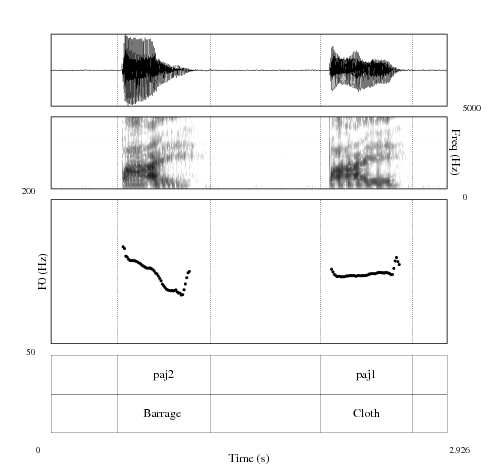 5000
Freq (Hz)
0
200
F0 (Hz)
50
paj2 paj1
Barrage Cloth
0 2.926
Time (s)